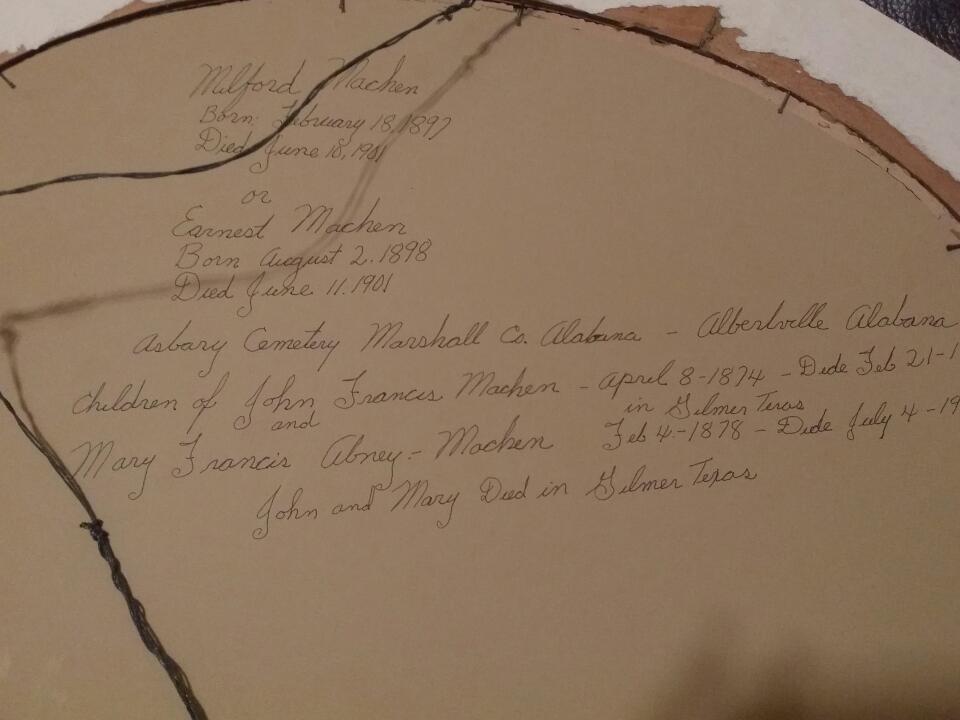 Milford Machen
Born: February 18, 1897
Died June 10, 1901
or
Earnest Machen
Born August 2. 1898
Died June 11. 1901
Asbary Cemetery Marshall Co. Alabana - Albertville Alabana
Children of John Francis Machen - April 8-1874 - Dide Feb 21-1
and
in Gilmer Texas
Mary Francis Abney - Machen Feb 4-1878 - Dide July 4-19
John and Mary Died in Gilmer Texas